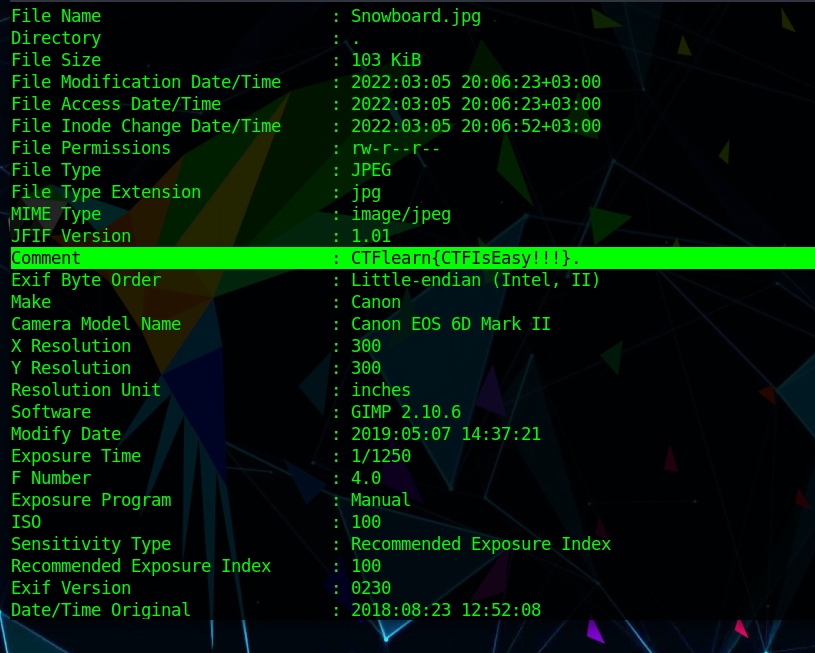 File Name : Snowboard.jpg
Directory : .
File Size : 103 KiB
File Modification Date/Time : 2022:03:05 20:06:23+03:00
File Access Date/Time : 2022:03:05 20:06:23+03:00
File Inode Change Date/Time : 2022:03:05 20:06:52+03:00
File Permissions : rw-r--r--
File Type : JPEG
File Type Extension : jpg
MIME Type : image/jpeg
JFIF Version : 1.01
Comment : CTFlearn{CTFIsEasy!!!}.
Exif Byte Order : Little-endian (Intel, II)
Make : Canon
Camera Model Name : Canon EOS 6D Mark II
X Resolution : 300
Y Resolution : 300
Resolution Unit : inches
Software : GIMP 2.10.6
Modify Date : 2019:05:07 14:37:21
Exposure Time : 1/1250
F Number : 4.0
Exposure Program : Manual
ISO : 100
Sensitivity Type : Recommended Exposure Index
Recommended Exposure Index : 100
Exif Version : 0230
Date/Time Original : 2018:08:23 12:52:08